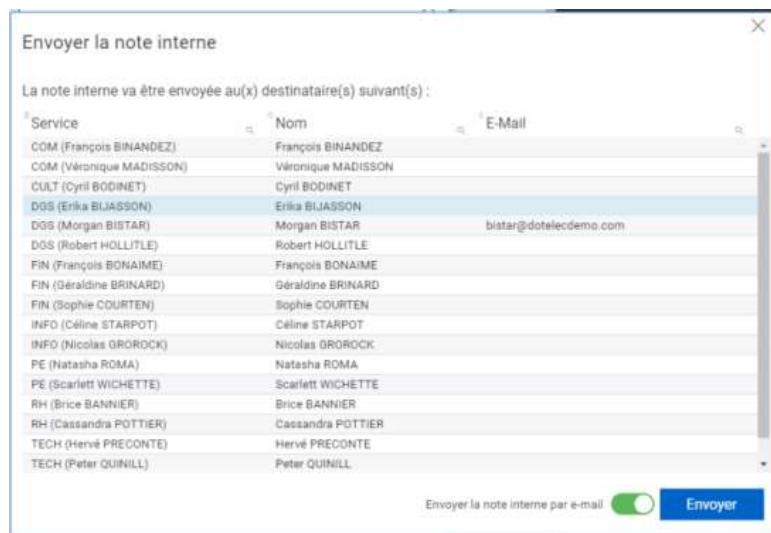 Envoyer la note interne
La note interne va être envoyée au(x) destinataire(s) suivant(s) :
Service Nom E-Mail
COM (François BINANDEZ) François BINANDEZ
COM (Véronique MADISSON) Véronique MADISSON
CULT (Cyril BODINET) Cyril BODINET
DGS (Erika BIJASSON) Erika BIJASSON
DGS (Morgan BISTAR) Morgan BISTAR bistar@dotelecdemo.com
DGS (Robert HOLLITLE) Robert HOLLITLE
FIN (François BONAIME) François BONAIME
FIN (Géraldine BRINARD) Géraldine BRINARD
FIN (Sophie COURTEN) Sophie COURTEN
INFO (Céline STARPOT) Céline STARPOT
INFO (Nicolas GROROCK) Nicolas GROROCK
PE (Natasha ROMA) Natasha ROMA
PE (Scarlett WICHETTE) Scarlett WICHETTE
RH (Brice BANNIER) Brice BANNIER
RH (Cassandra POTTIER) Cassandra POTTIER
TECH (Hervé PRECONTE) Hervé PRECONTE
TECH (Peter QUINILL) Peter QUINILL
Envoyer la note interne par e-mail Envoyer